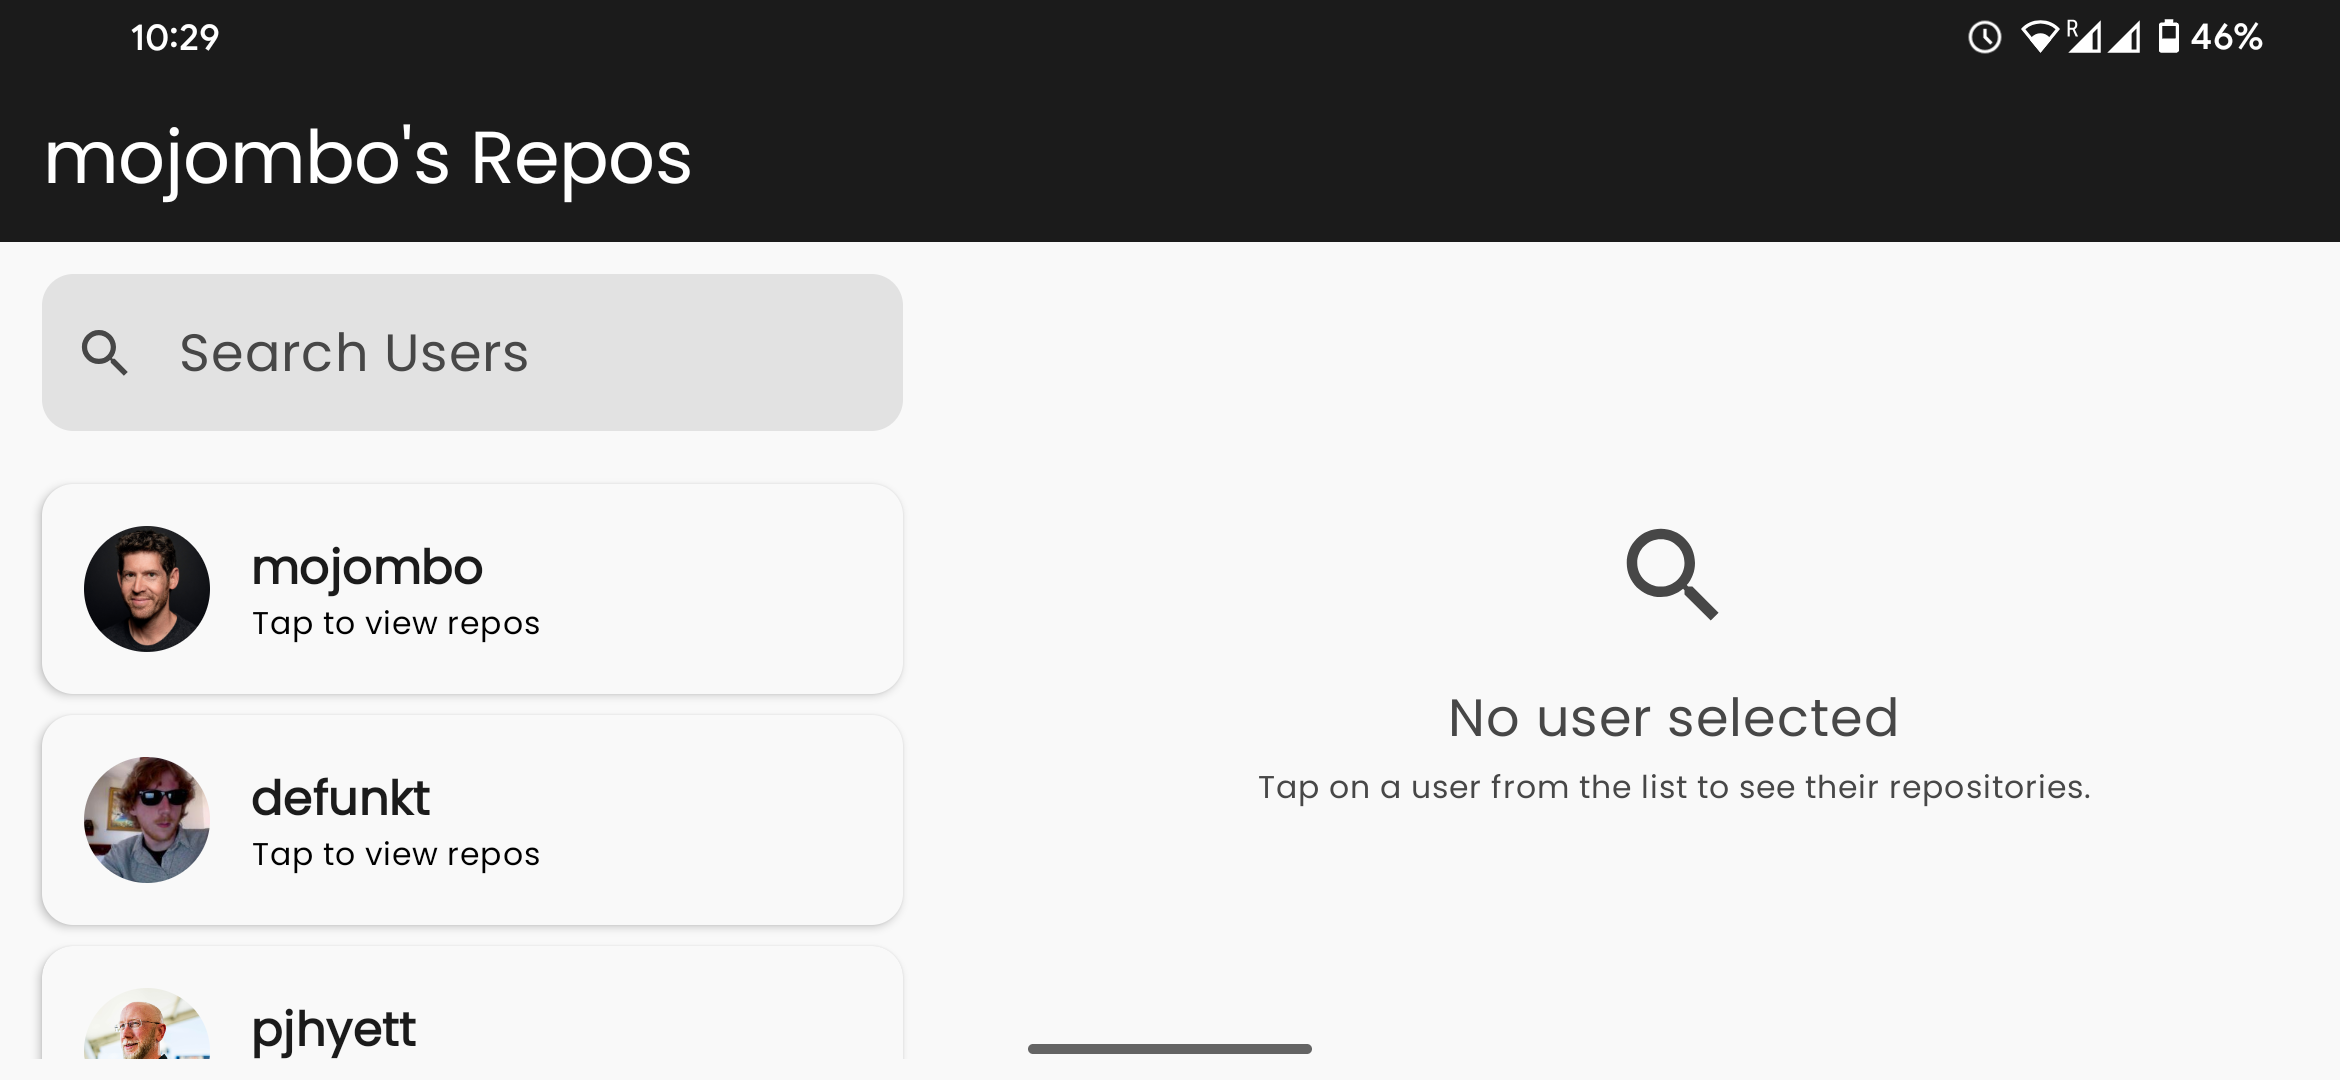 10:29
R
46%
mojombo's Repos
Search Users
mojombo
Tap to view repos
defunkt
Tap to view repos
pjhyett
No user selected
Tap on a user from the list to see their repositories.